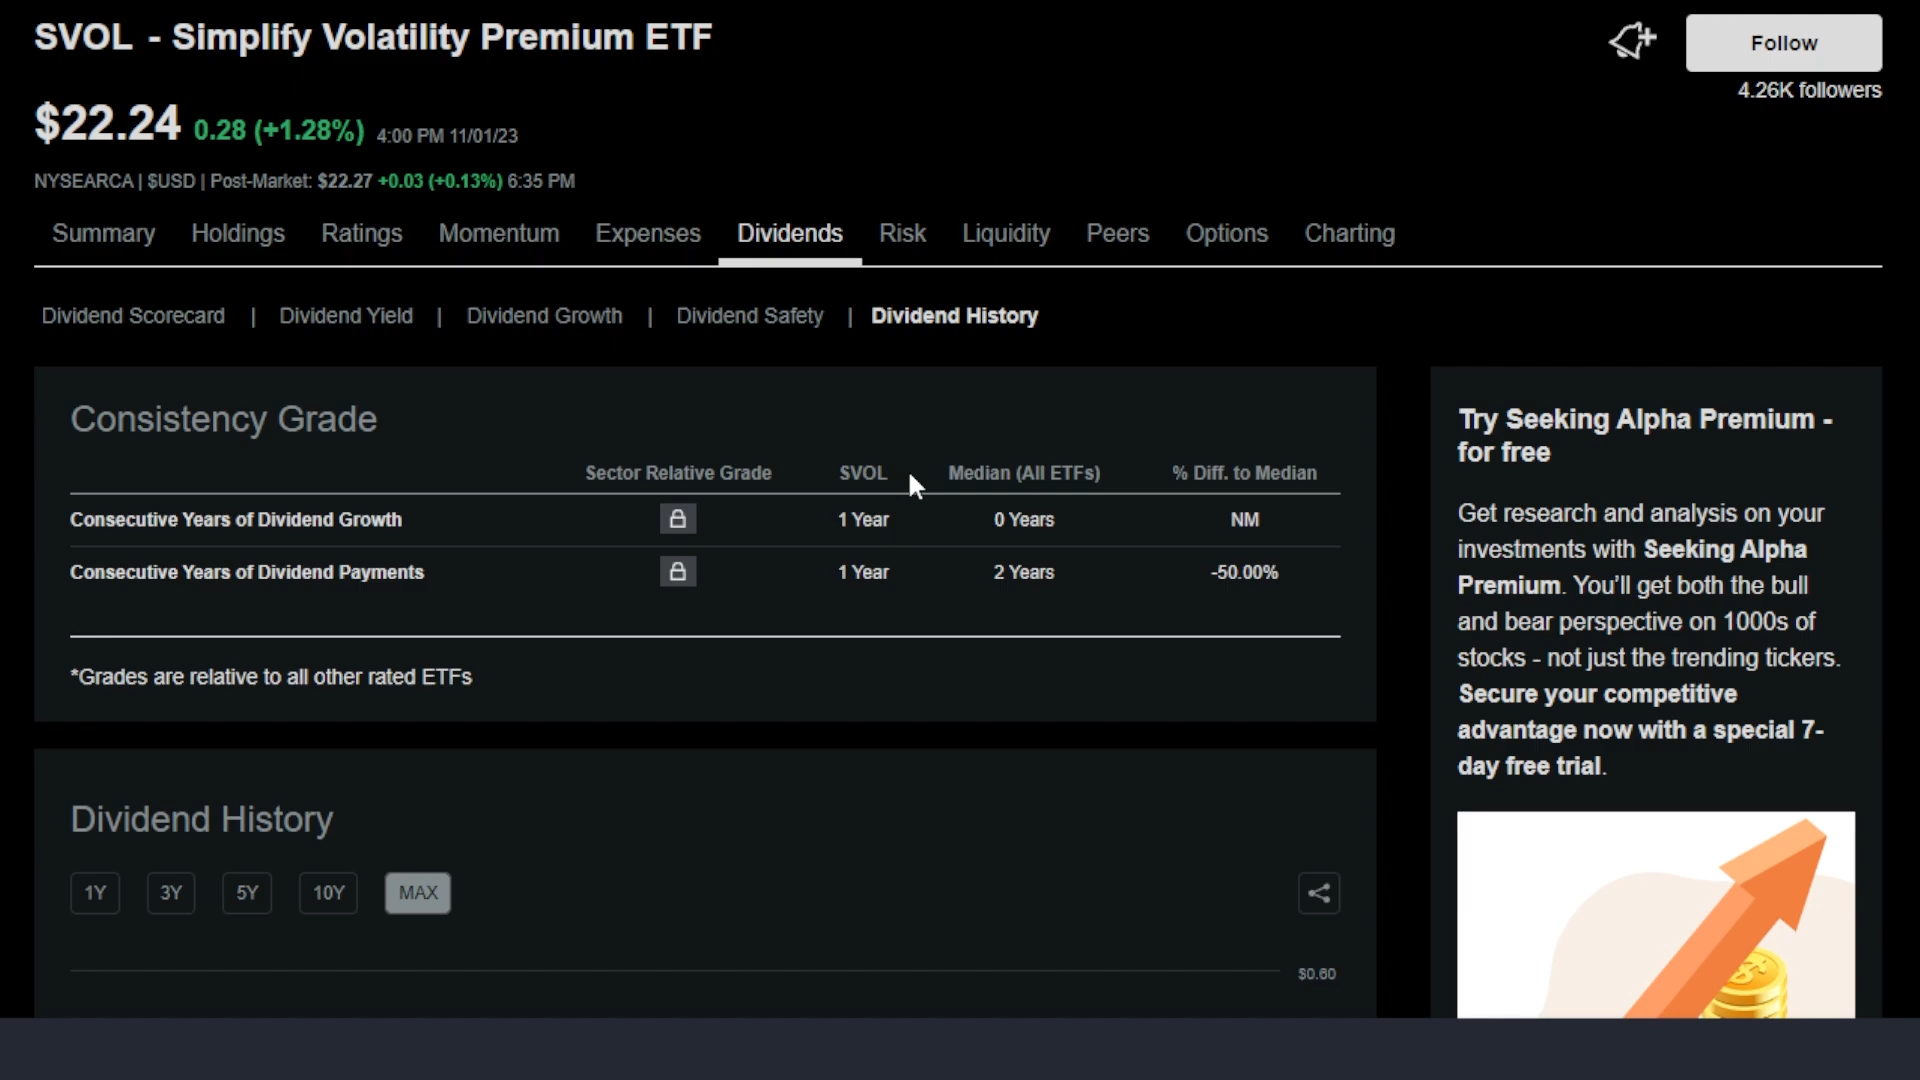 SVOL - Simplify Volatility Premium ETF
Follow
4.26K followers
$22.24 0.28 (+1.28%) 4:00 PM 11/01/23
NYSEARCA | $USD | Post-Market: $22.27 +0.03 (+0.13%) 6:35 PM
Summary Holdings Ratings Momentum Expenses Dividends Risk Liquidity Peers Options Charting
Dividend Scorecard | Dividend Yield | Dividend Growth | Dividend Safety | Dividend History
Consistency Grade
Sector Relative Grade SVOL Median (All ETFs) % Diff. to Median
Consecutive Years of Dividend Growth 1 Year 0 Years NM
Consecutive Years of Dividend Payments 1 Year 2 Years -50.00%
*Grades are relative to all other rated ETFs
Dividend History
1Y 3Y 5Y 10Y MAX
$0.60
Try Seeking Alpha Premium -
for free
Get research and analysis on your
investments with Seeking Alpha
Premium. You'll get both the bull
and bear perspective on 1000s of
stocks - not just the trending tickers.
Secure your competitive
advantage now with a special 7-
day free trial.